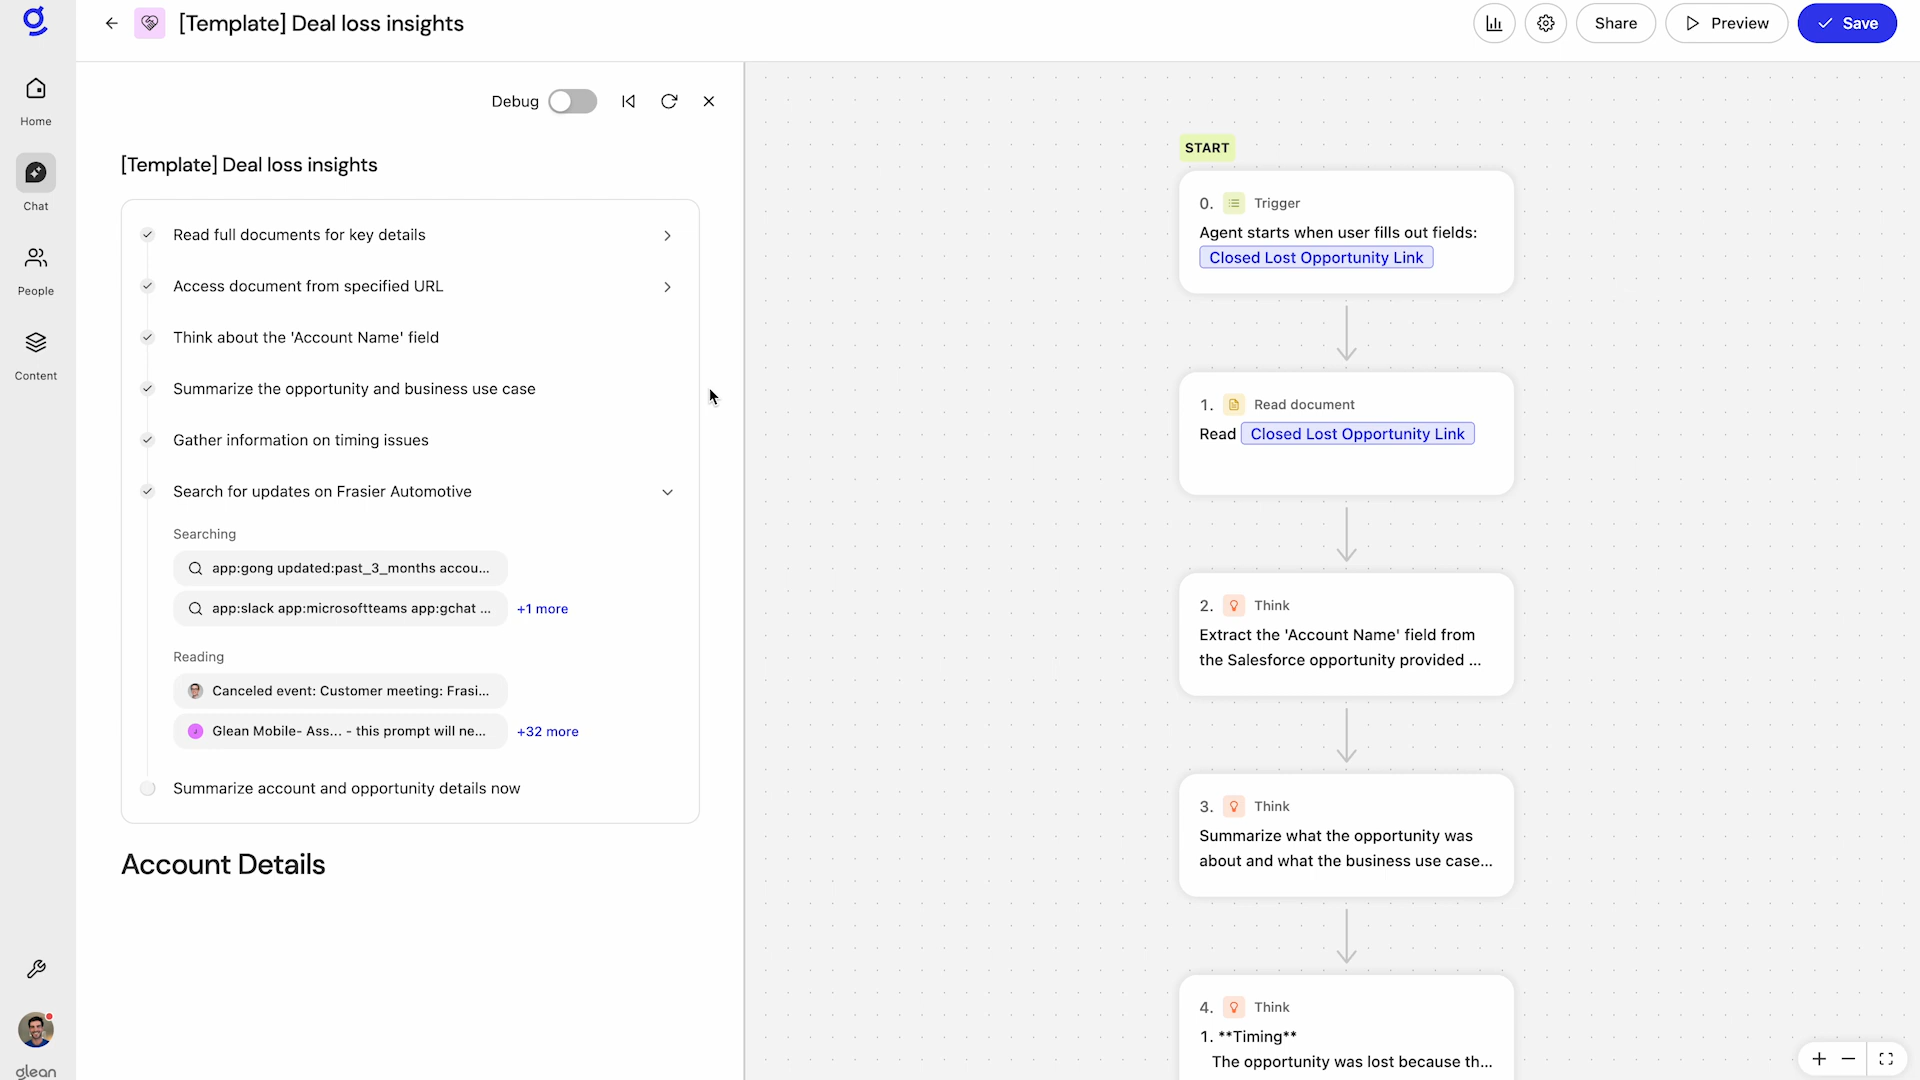 [Template] Deal loss insights
Share
Preview
Save
Home
Chat
People
Content
glean
Debug
[Template] Deal loss insights
Read full documents for key details
Access document from specified URL
Think about the 'Account Name' field
Summarize the opportunity and business use case
Gather information on timing issues
Search for updates on Frasier Automotive
Searching
app:gong updated:past_3_months accou...
app:slack app:microsoftteams app:gchat ...
+1 more
Reading
Canceled event: Customer meeting: Frasi...
Glean Mobile- Ass... - this prompt will ne...
+32 more
Summarize account and opportunity details now
Account Details
START
0. Trigger
Agent starts when user fills out fields:
Closed Lost Opportunity Link
1. Read document
Read Closed Lost Opportunity Link
2. Think
Extract the 'Account Name' field from
the Salesforce opportunity provided ...
3. Think
Summarize what the opportunity was
about and what the business use case...
4. Think
1. **Timing**
The opportunity was lost because th...